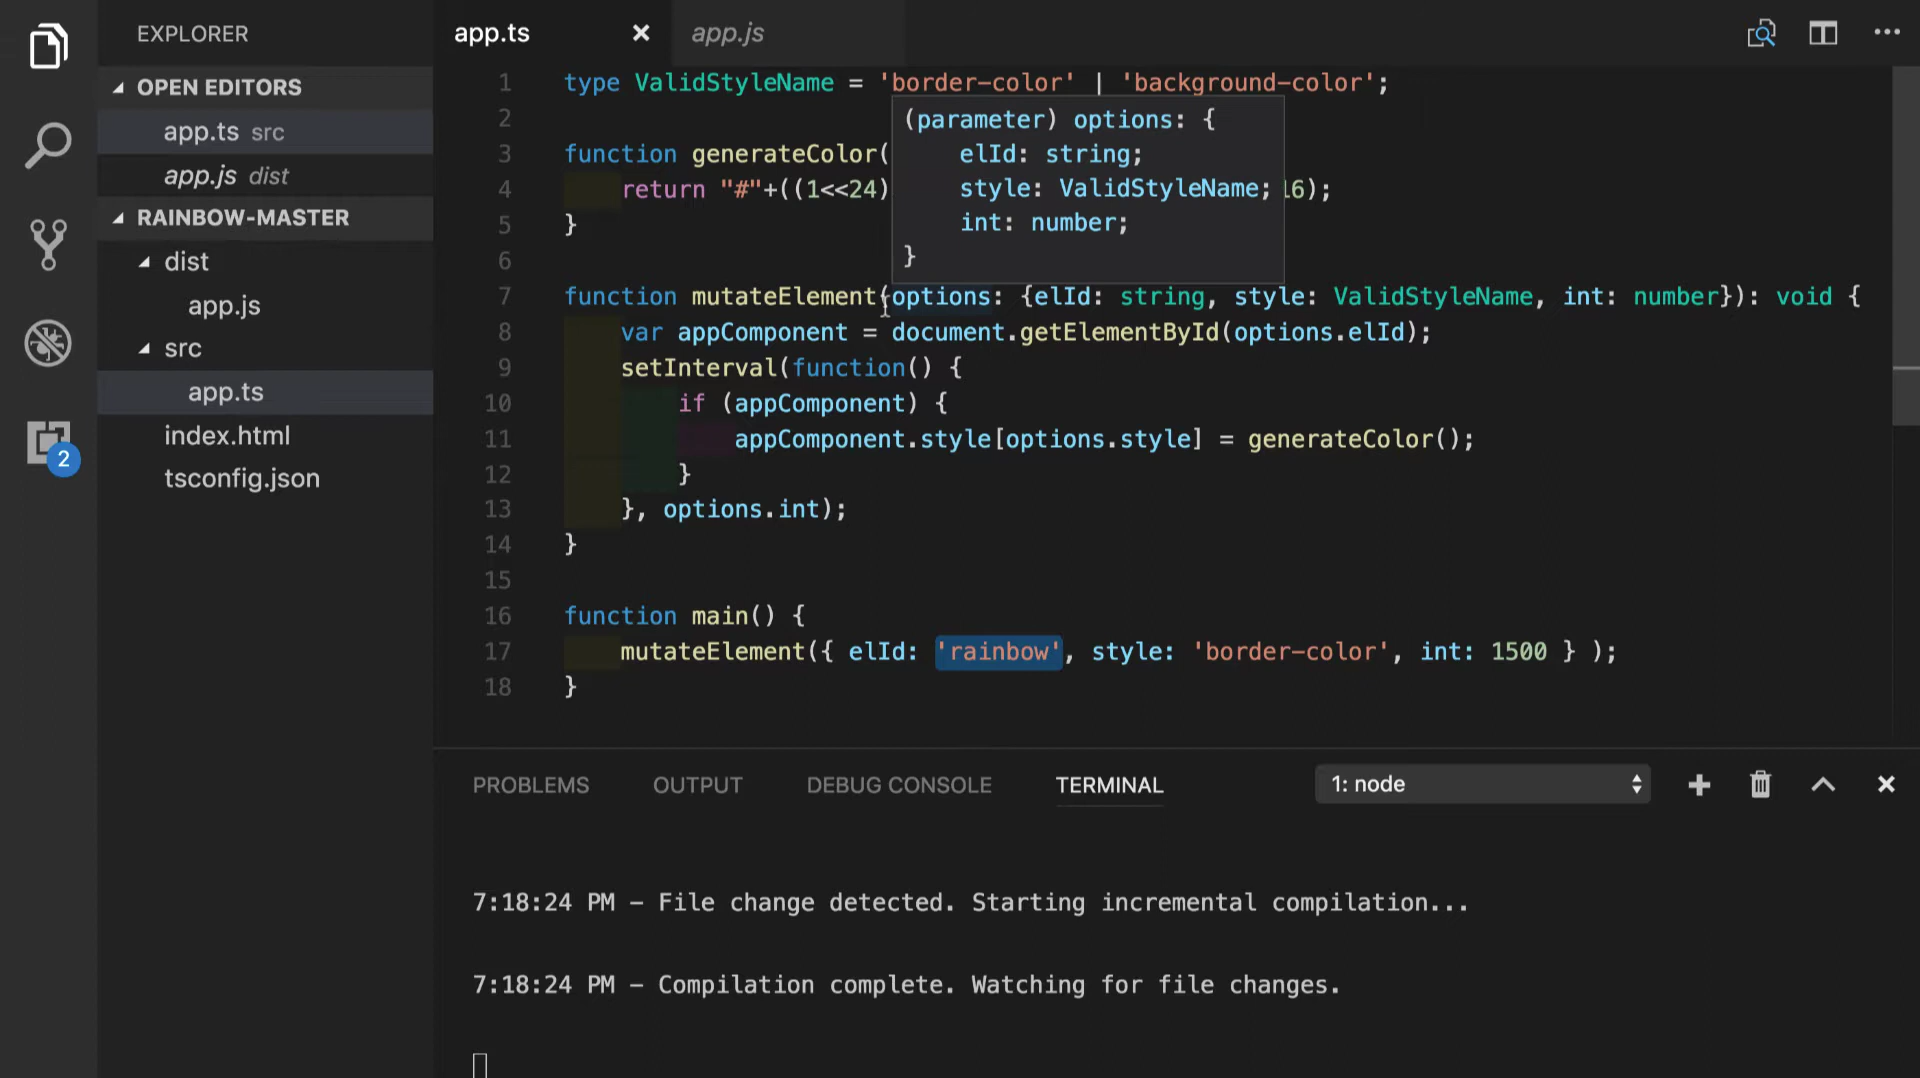 EXPLORER
OPEN EDITORS
app.ts src
app.js dist
RAINBOW-MASTER
dist
app.js
src
app.ts
index.html
tsconfig.json
2
app.ts
app.js
1 type ValidStyleName = 'border-color' | 'background-color';
2
3 function generateColor(
4 return "#"+((1<<24) 16);
5 }
6
(parameter) options: {
elId: string;
style: ValidStyleName;
int: number;
}
7 function mutateElement(options: {elId: string, style: ValidStyleName, int: number}): void {
8 var appComponent = document.getElementById(options.elId);
9 setInterval(function() {
10 if (appComponent) {
11 appComponent.style[options.style] = generateColor();
12 }
13 }, options.int);
14 }
15
16 function main() {
17 mutateElement({ elId: 'rainbow', style: 'border-color', int: 1500 } );
18 }
PROBLEMS OUTPUT DEBUG CONSOLE TERMINAL 1: node
7:18:24 PM – File change detected. Starting incremental compilation...
7:18:24 PM – Compilation complete. Watching for file changes.